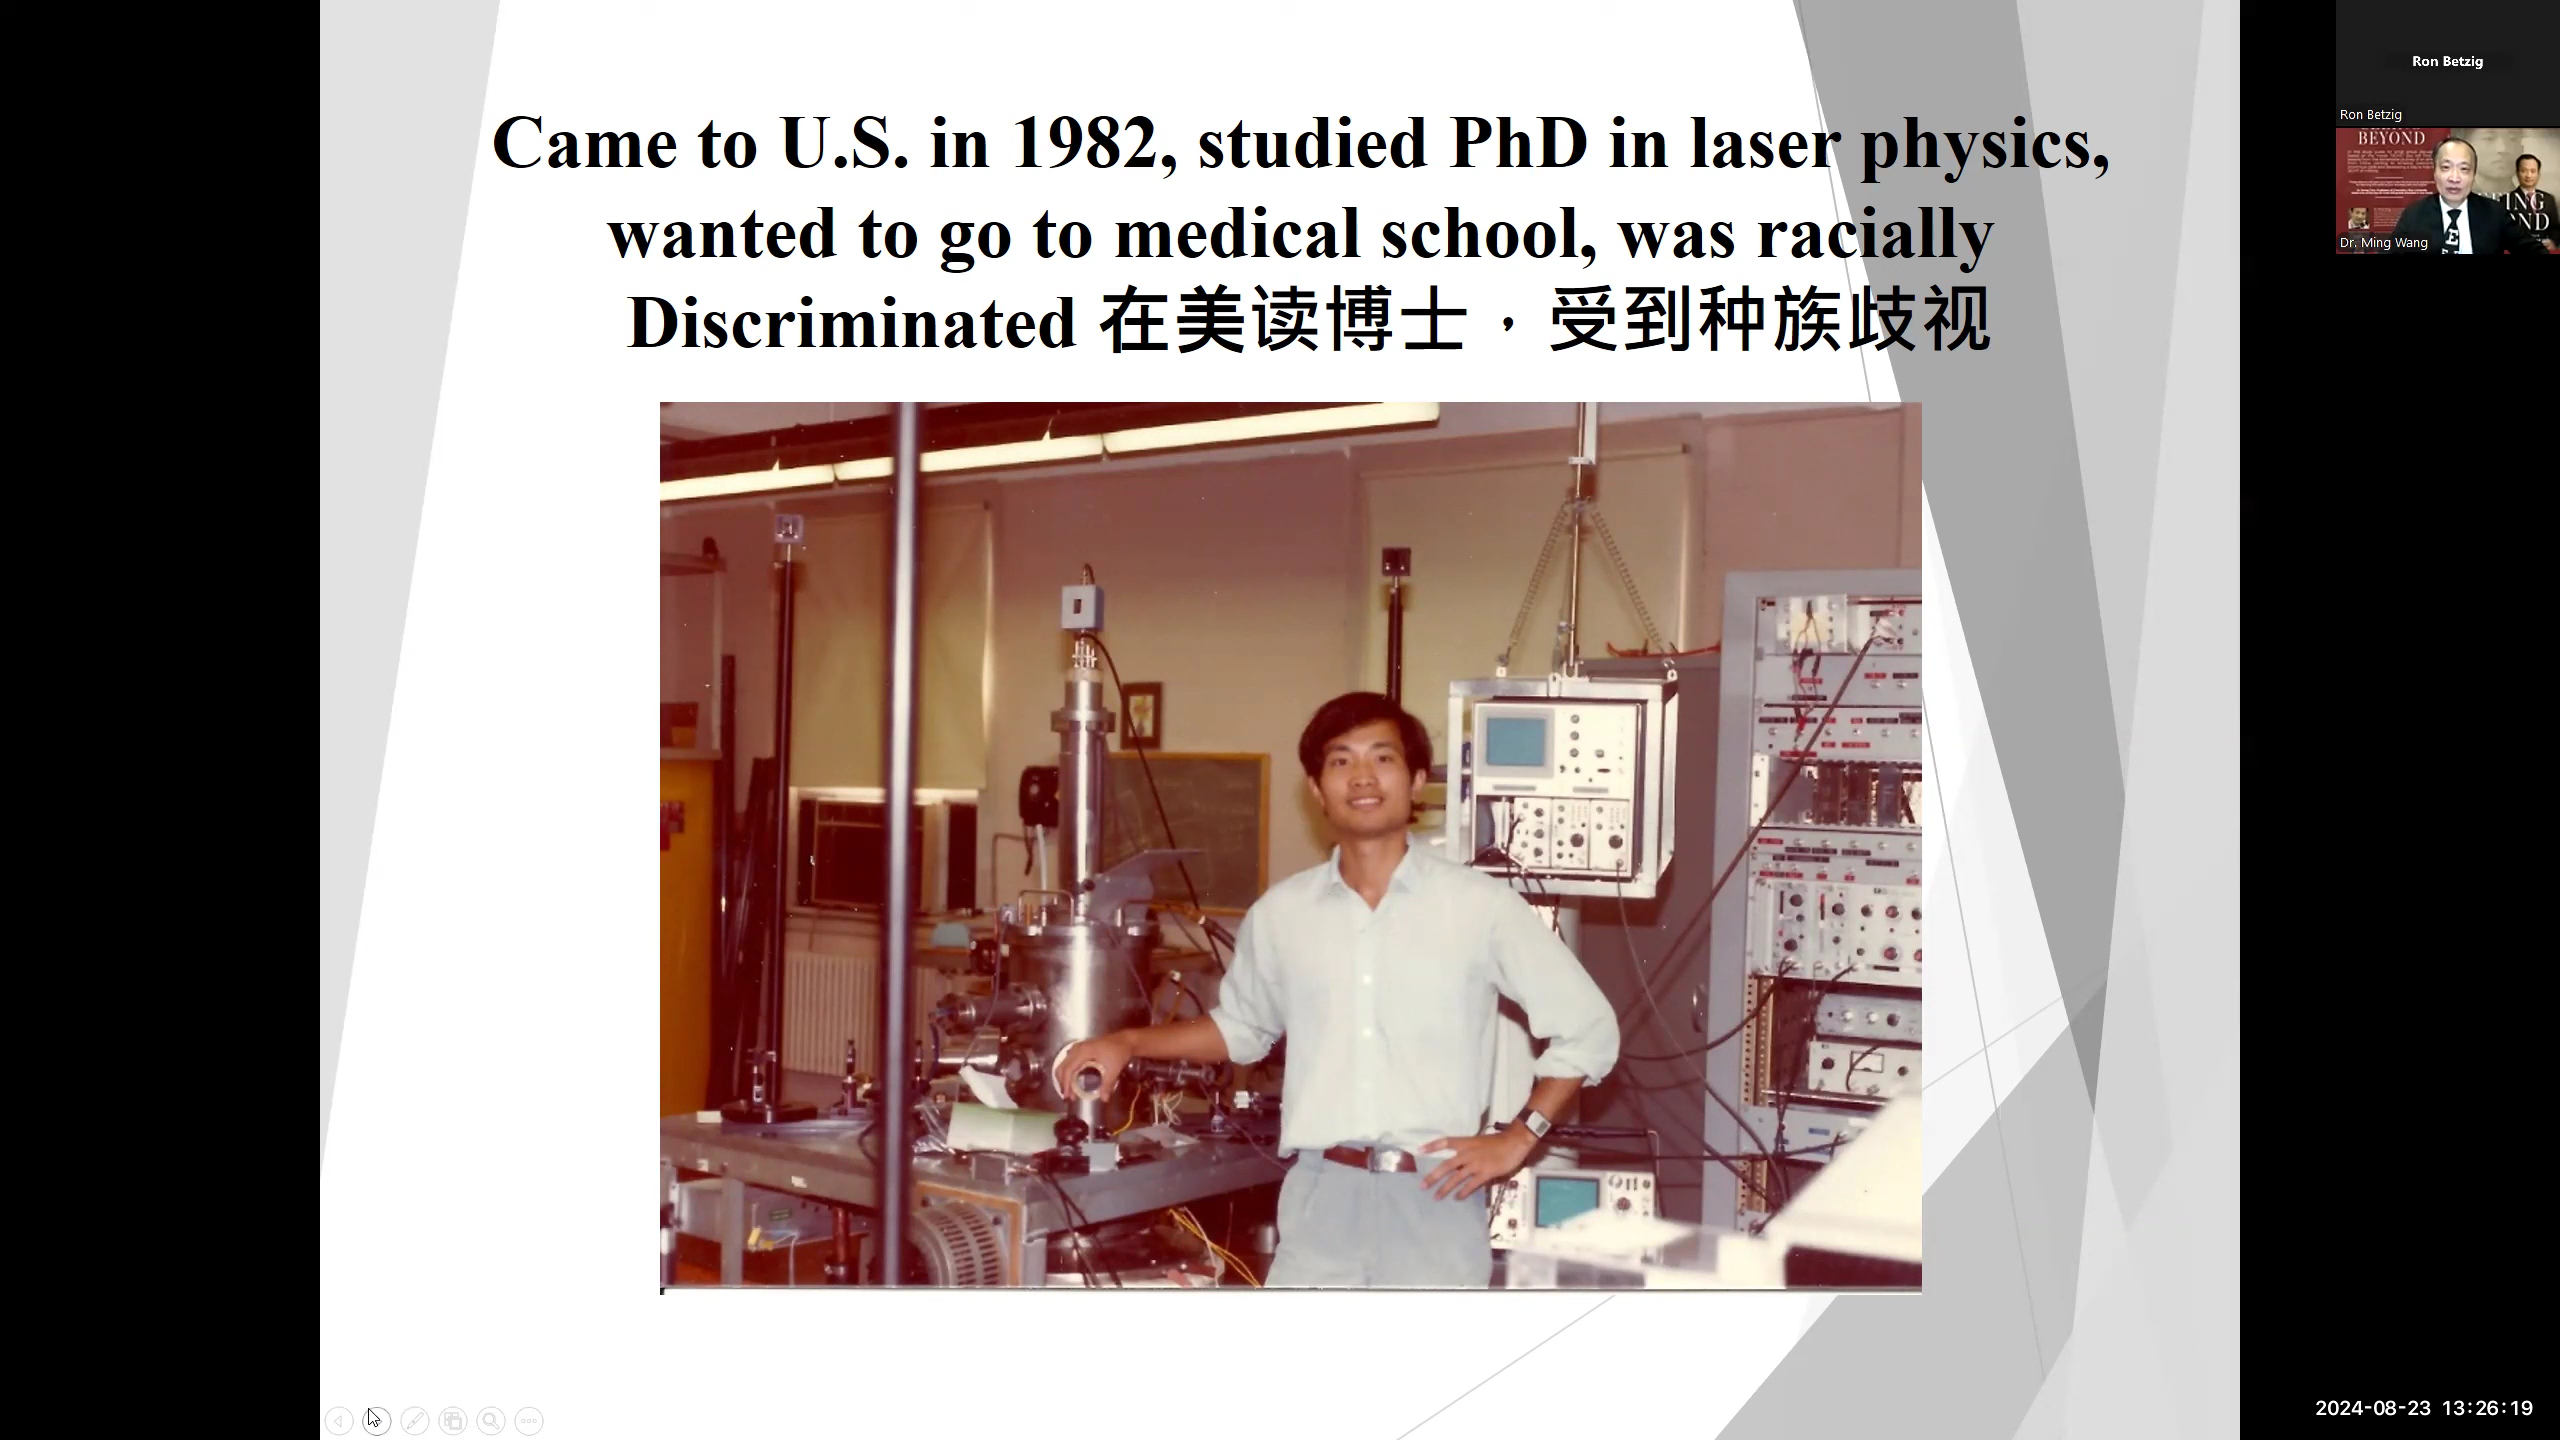 Came to U.S. in 1982, studied PhD in laser physics,
wanted to go to medical school, was racially
Discriminated 在美读博士，受到种族歧视
Ron Betzig
Ron Betzig
BEYOND
Dr. Ming Wang
2024-08-23 13:26:19